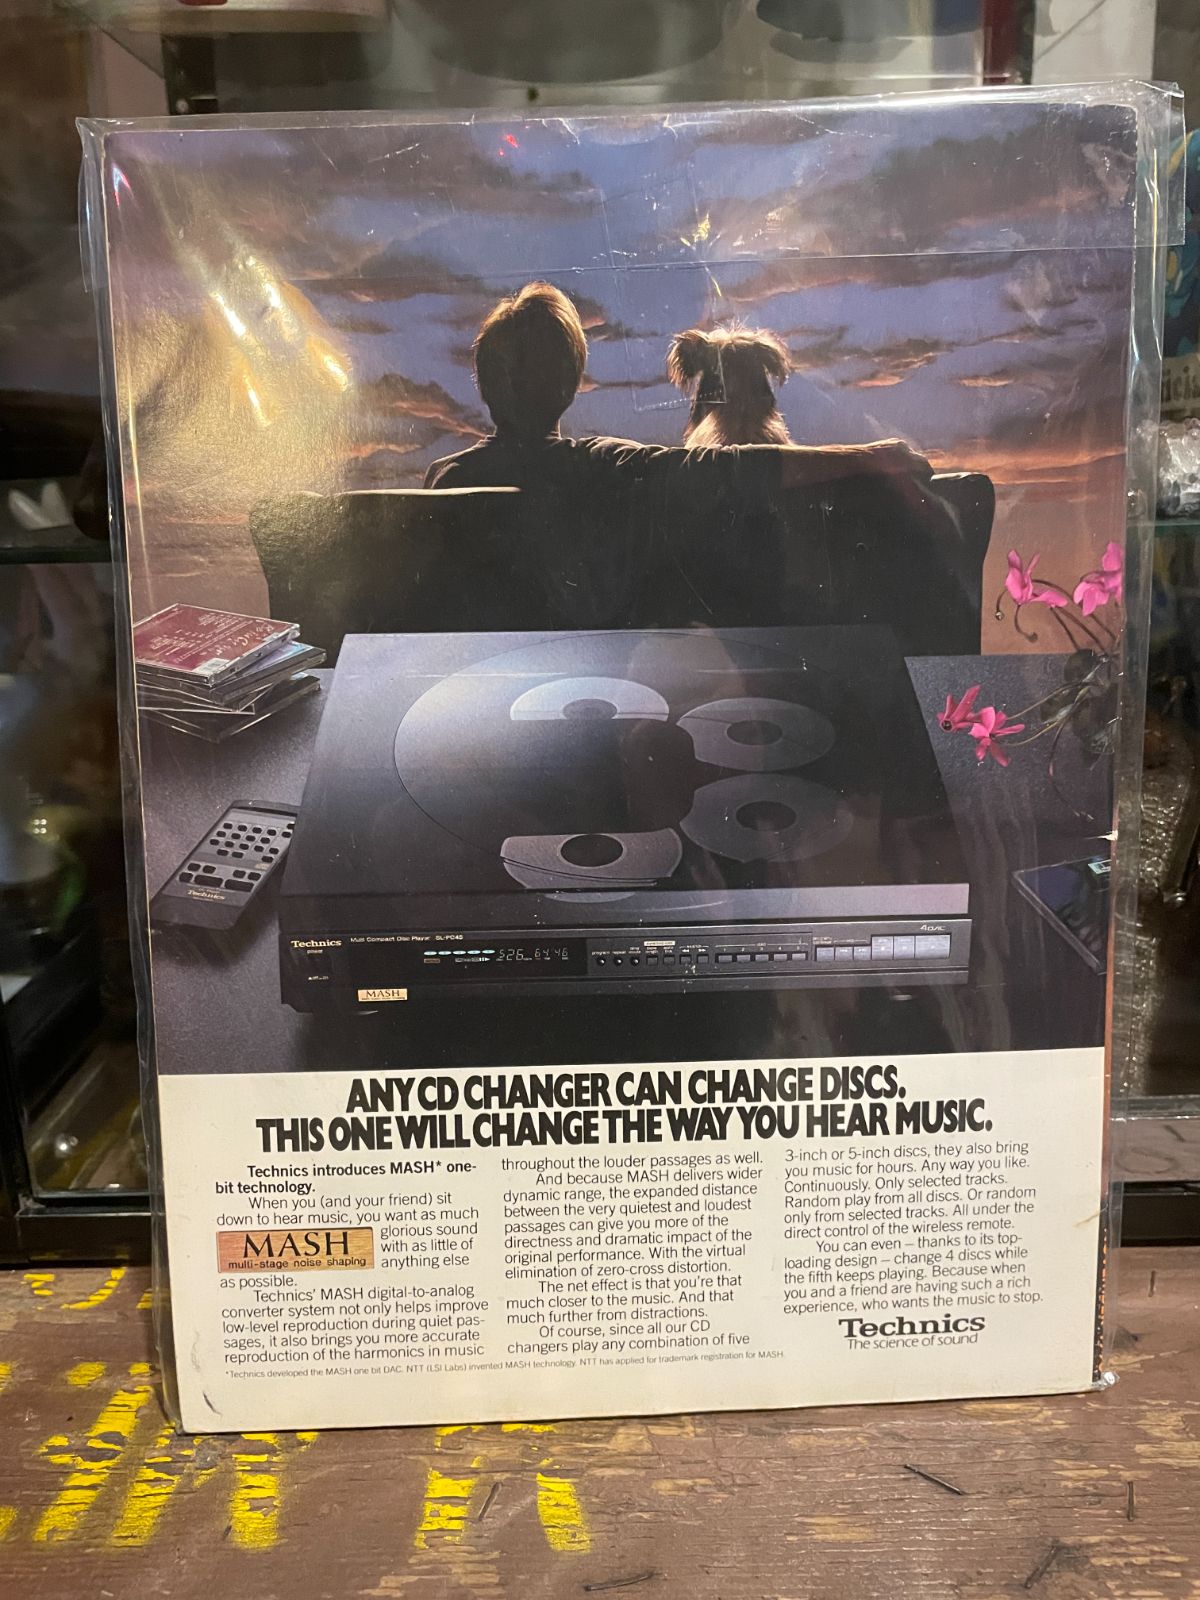 Technics
Technics Multi Compact Disc Player SL-PC45
power
526 64 46
program repeat
4DAC
MASH
ANY CD CHANGER CAN CHANGE DISCS.
THIS ONE WILL CHANGE THE WAY YOU HEAR MUSIC.
Technics introduces MASH* one-
bit technology.
When you (and your friend) sit
down to hear music, you want as much
glorious sound
with as little of
anything else
MASH
multi-stage noise shaping
as possible.
Technics' MASH digital-to-analog
converter system not only helps improve
low-level reproduction during quiet pas-
sages, it also brings you more accurate
reproduction of the harmonics in music
throughout the louder passages as well.
And because MASH delivers wider
dynamic range, the expanded distance
between the very quietest and loudest
passages can give you more of the
directness and dramatic impact of the
original performance. With the virtual
elimination of zero-cross distortion.
The net effect is that you're that
much closer to the music. And that
much further from distractions.
Of course, since all our CD
changers play any combination of five
3-inch or 5-inch discs, they also bring
you music for hours. Any way you like.
Continuously. Only selected tracks.
Random play from all discs. Or random
only from selected tracks. All under the
direct control of the wireless remote.
You can even – thanks to its top-
loading design – change 4 discs while
the fifth keeps playing. Because when
you and a friend are having such a rich
experience, who wants the music to stop.
Technics
The science of sound
*Technics developed the MASH one bit DAC. NTT (LSI Labs) invented MASH technology. NTT has applied for trademark registration for MASH.